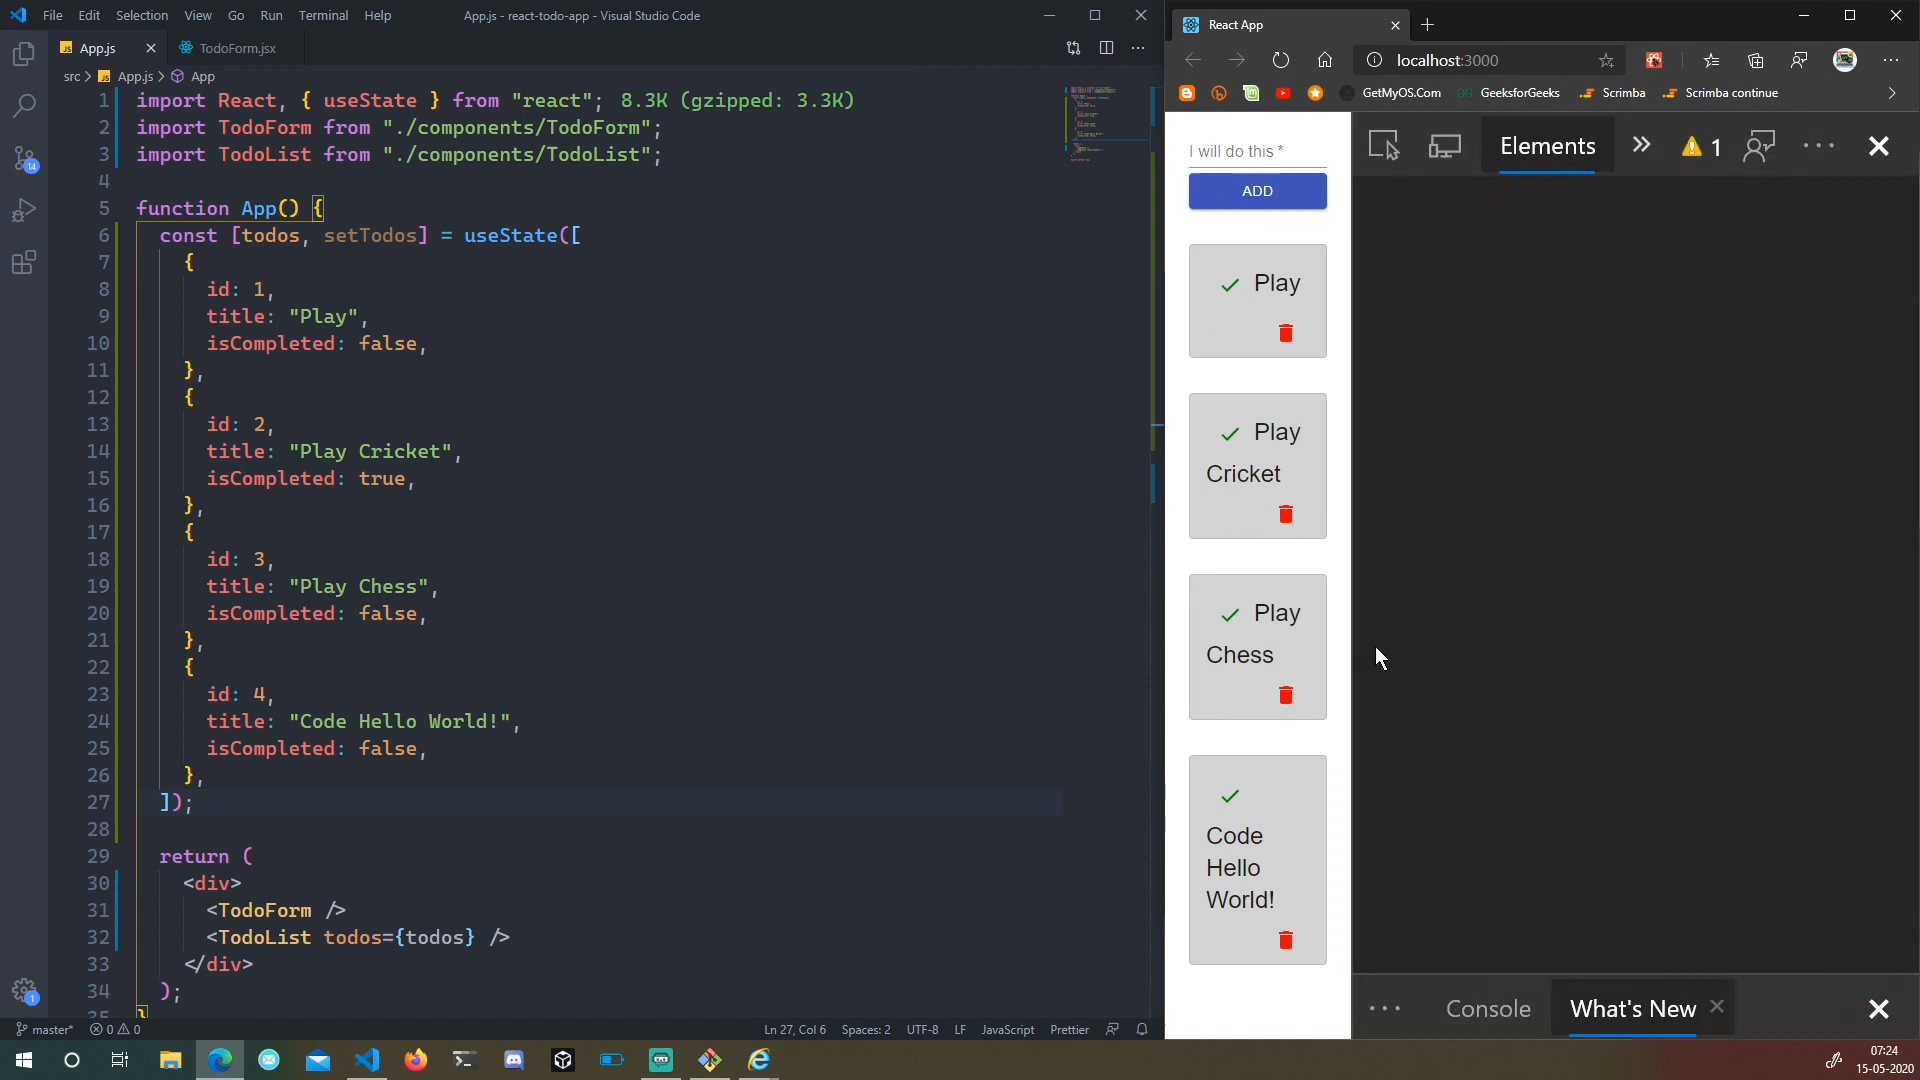 File Edit Selection View Go Run Terminal Help App.js - react-todo-app - Visual Studio Code
App.js TodoForm.jsx
src > App.js > App
1 import React, { useState } from "react"; 8.3K (gzipped: 3.3K)
2 import TodoForm from "./components/TodoForm";
3 import TodoList from "./components/TodoList";
4
5 function App() {
6 const [todos, setTodos] = useState([
7 {
8 id: 1,
9 title: "Play",
10 isCompleted: false,
11 },
12 {
13 id: 2,
14 title: "Play Cricket",
15 isCompleted: true,
16 },
17 {
18 id: 3,
19 title: "Play Chess",
20 isCompleted: false,
21 },
22 {
23 id: 4,
24 title: "Code Hello World!",
25 isCompleted: false,
26 },
27 ]);
28
29 return (
30 <div>
31 <TodoForm />
32 <TodoList todos={todos} />
33 </div>
34 );
35 }
14
1
master* 0 0 Ln 27, Col 6 Spaces: 2 UTF-8 LF JavaScript Prettier
React App
localhost:3000
GetMyOS.Com GeeksforGeeks Scrimba Scrimba continue
I will do this *
ADD
Play
Play
Cricket
Play
Chess
Code
Hello
World!
Elements 1
Console What's New
07:24
15-05-2020